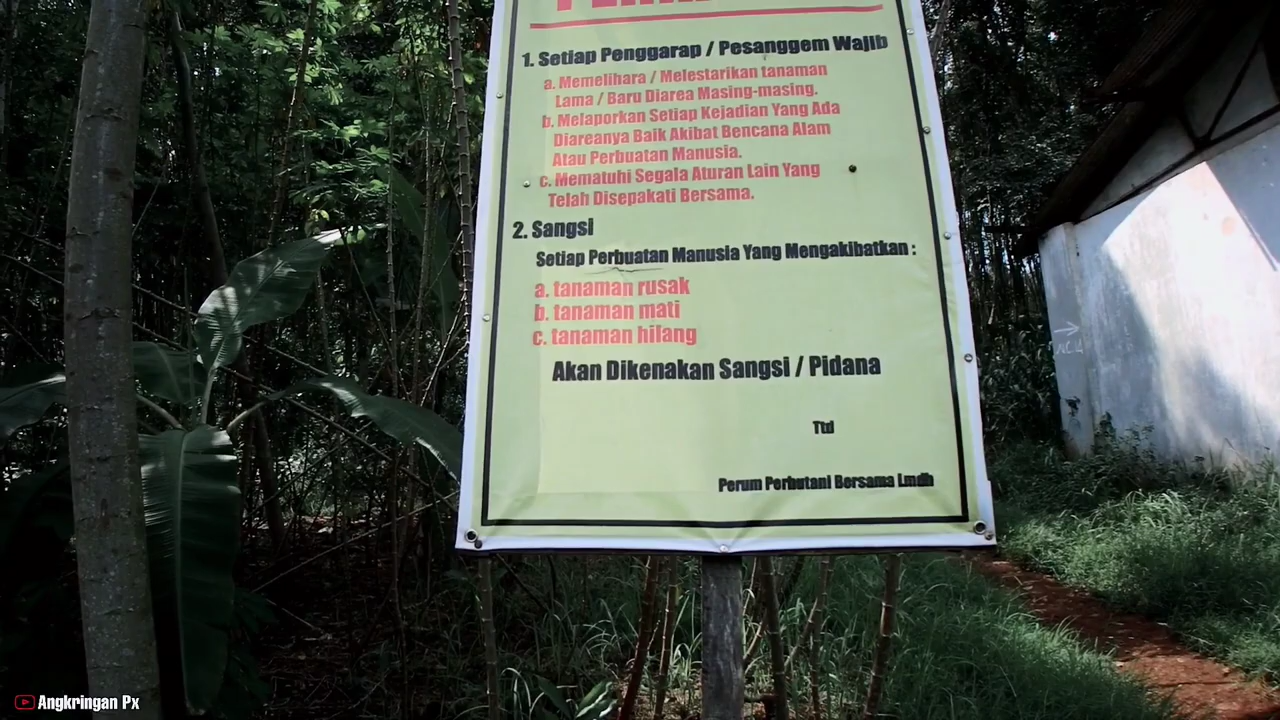 1. Setiap Penggarap / Pesanggem Wajib
a. Memelihara / Melestarikan tanaman
Lama / Baru Diarea Masing-masing.
b. Melaporkan Setiap Kejadian Yang Ada
Diareanya Baik Akibat Bencana Alam
Atau Perbuatan Manusia.
c. Mematuhi Segala Aturan Lain Yang
Telah Disepakati Bersama.
2. Sangsi
Setiap Perbuatan Manusia Yang Mengakibatkan :
a. tanaman rusak
b. tanaman mati
c. tanaman hilang
Akan Dikenakan Sangsi / Pidana
Ttd
Perum Perhutani Bersama Lmdh
Angkringan Px